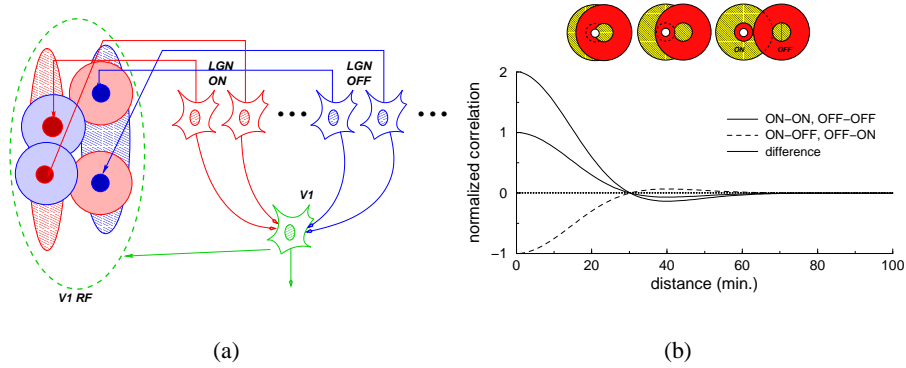 LGN ON
LGN OFF
V1
V1 RF
(a)
ON
OFF
normalized correlation
2
1
0
−1
0
20
40
60
80
100
distance (min.)
ON−ON, OFF−OFF
ON−OFF, OFF−ON
difference
(b)